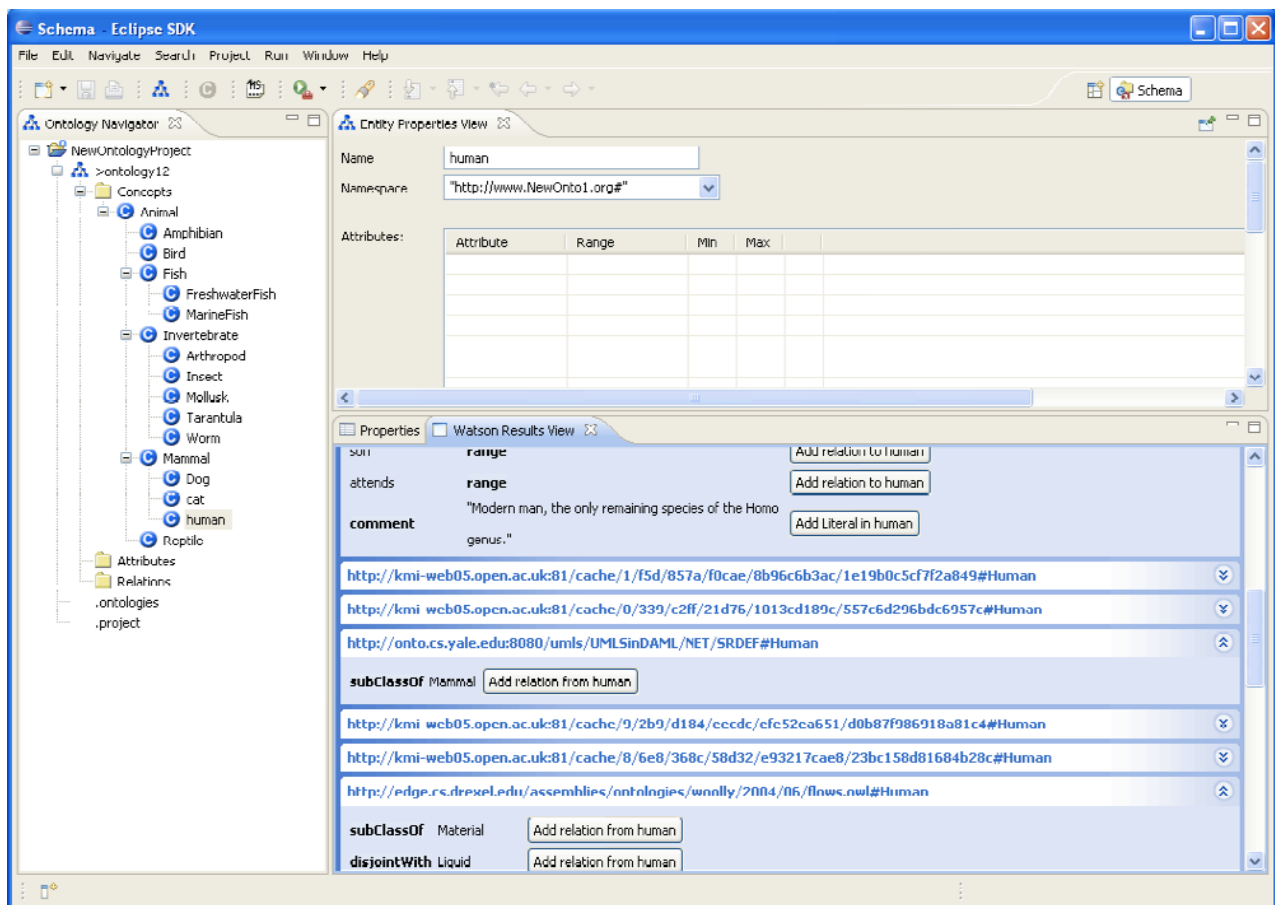 Schema - Eclipse SDK
File Edit Navigate Search Project Run Window Help
Schema
Ontology Navigator
NewOntologyProject
>ontology12
Concepts
Animal
Amphibian
Bird
Fish
FreshwaterFish
MarineFish
Invertebrate
Arthropod
Insect
Mollusk
Tarantula
Worm
Mammal
Dog
cat
human
Reptile
Attributes
Relations
.ontologies
.project
Entity Properties View
Name human
Namespace "http://www.NewOnto1.org#"
Attributes: Attribute Range Min Max
Properties Watson Results View
son range Add relation to human
attends range Add relation to human
comment "Modern man, the only remaining species of the Homo genus." Add Literal in human
http://kmi-web05.open.ac.uk:81/cache/1/f5d/857a/f0cae/8b96c6b3ac/1e19b0c5cf7f2a849#Human
http://kmi-web05.open.ac.uk:81/cache/0/339/c2ff/21d76/1013cd189c/557c6d296bdc6957c#Human
http://onto.cs.yale.edu:8080/umls/UMLSinDAML/NET/SRDEF#Human
subClassOf Mammal Add relation from human
http://kmi-web05.open.ac.uk:81/cache/9/2b9/d184/eecdc/efe52ea651/d0b87f986918a81c4#Human
http://kmi-web05.open.ac.uk:81/cache/8/6e8/368c/58d32/e93217cae8/23bc158d81684b28c#Human
http://edge.cs.drexel.edu/assemblies/ontologies/woolly/2004/06/flows.owl#Human
subClassOf Material Add relation from human
disjointWith Liquid Add relation from human